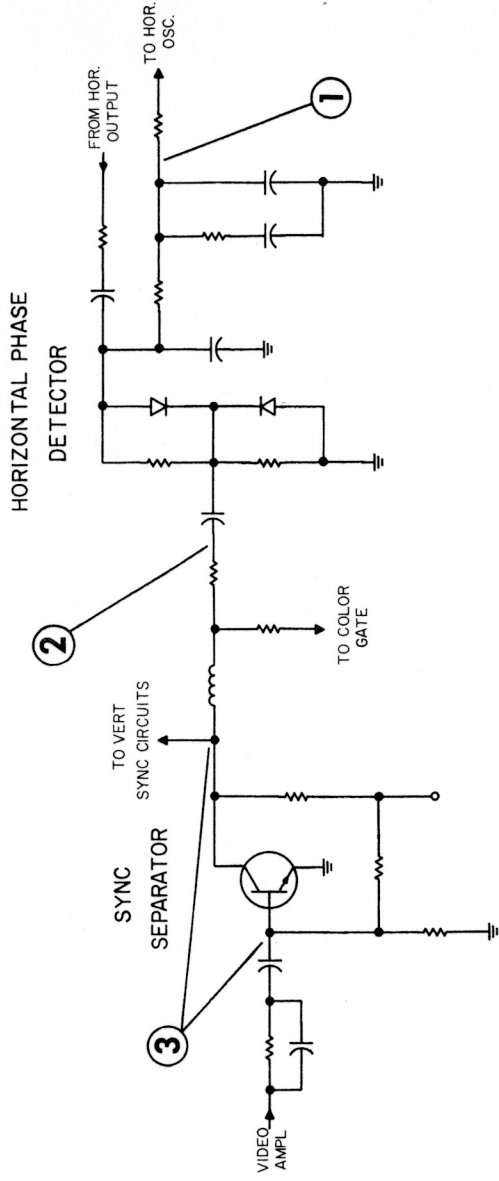 HORIZONTAL PHASE
DETECTOR
FROM HOR.
OUTPUT
TO HOR.
OSC.
1
2
TO COLOR
GATE
TO VERT
SYNC CIRCUITS
SYNC
SEPARATOR
3
VIDEO
AMPL